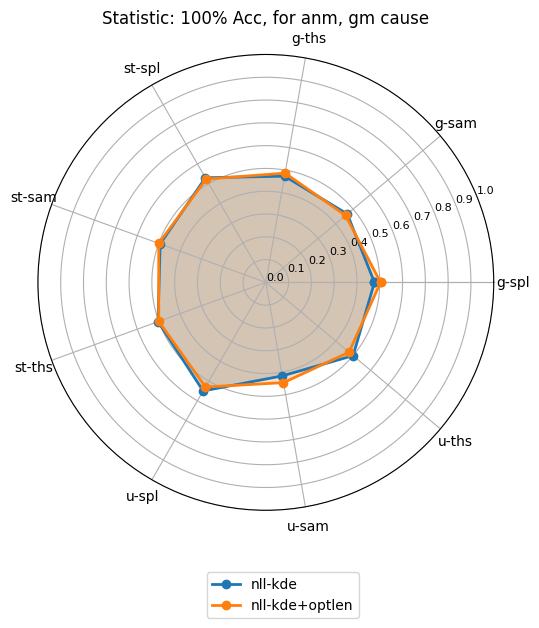 Statistic: 100% Acc, for anm, gm cause
g-ths
st-spl
g-sam
st-sam
1.0
0.9
0.8
0.7
0.6
0.5
0.4
0.3
0.2
0.1
0.0
g-spl
st-ths
u-ths
u-spl
u-sam
nll-kde
nll-kde+optlen